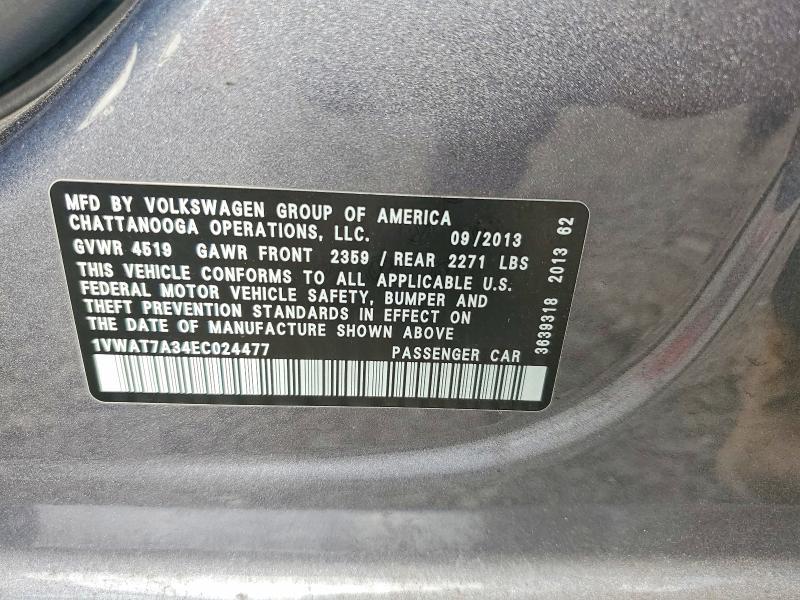 MFD BY VOLKSWAGEN GROUP OF AMERICA
CHATTANOOGA OPERATIONS, LLC. 09/2013
GVWR 4519 GAWR FRONT 2359 / REAR 2271 LBS
THIS VEHICLE CONFORMS TO ALL APPLICABLE U.S.
FEDERAL MOTOR VEHICLE SAFETY, BUMPER AND
THEFT PREVENTION STANDARDS IN EFFECT ON
THE DATE OF MANUFACTURE SHOWN ABOVE
1VWAT7A34EC024477 PASSENGER CAR
3639318 2013 62